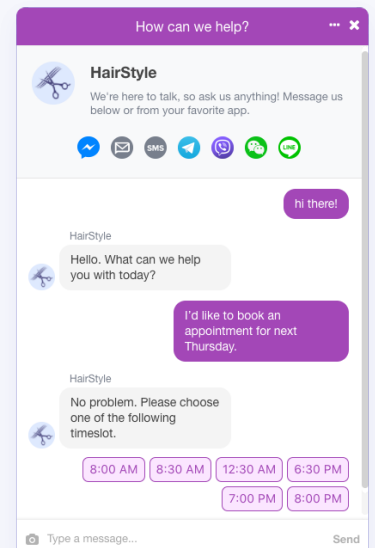 How can we help?
HairStyle
We're here to talk, so ask us anything! Message us
below or from your favorite app.
SMS
LINE
hi there!
HairStyle
Hello. What can we help
you with today?
I'd like to book an
appointment for next
Thursday.
HairStyle
No problem. Please choose
one of the following
timeslot.
8:00 AM 8:30 AM 12:30 AM 6:30 PM
7:00 PM 8:00 PM
Type a message... Send